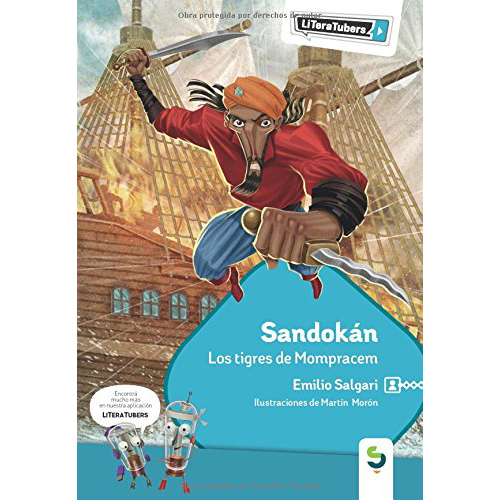 Obra protegida por derechos de autor
LiTeraTubers
Sandokán
Los tigres de Mompracem
Emilio Salgari
Ilustraciones de Martín Morón
Encontrá
mucho más
en nuestra aplicación
LiTERATUBERS